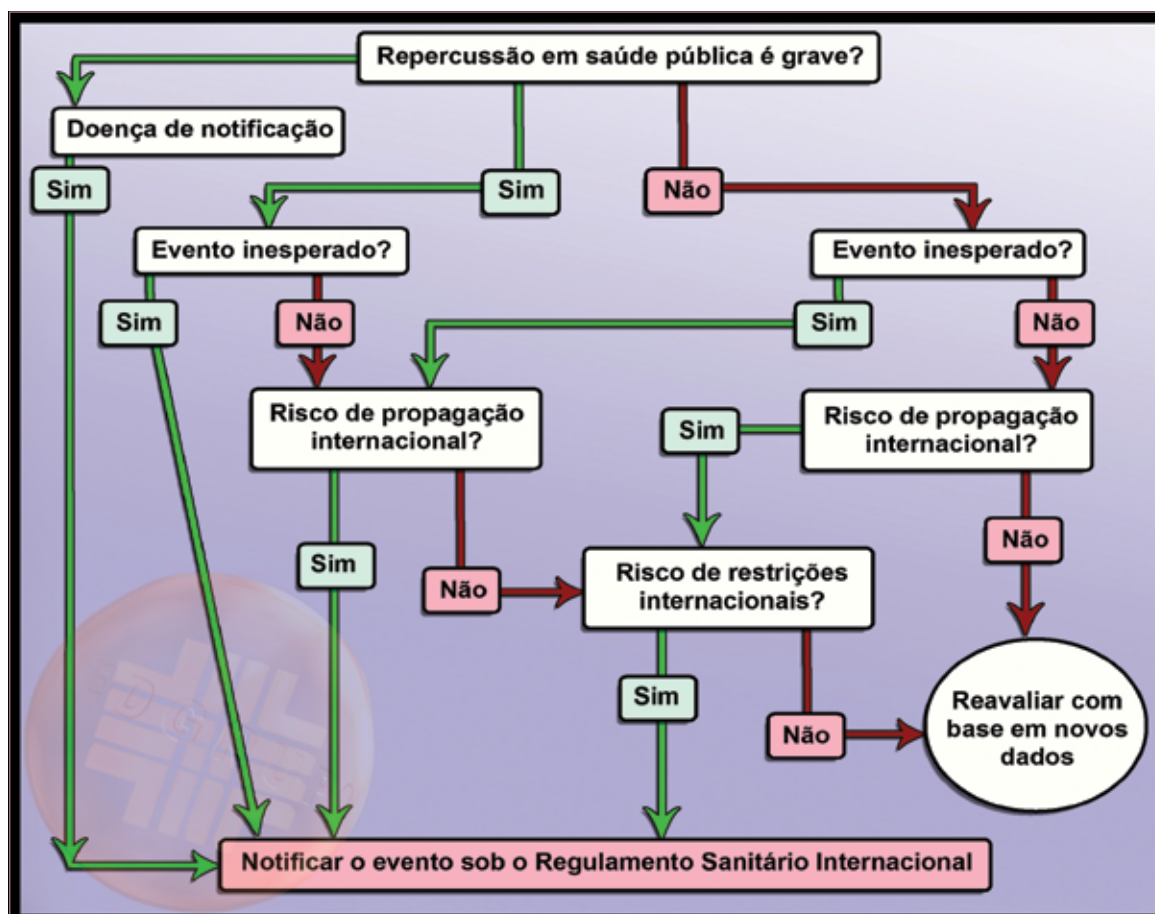 Repercussão em saúde pública é grave?
Doença de notificação
Sim
Sim
Não
Evento inesperado?
Evento inesperado?
Sim
Não
Sim
Não
Risco de propagação
internacional?
Risco de propagação
internacional?
Sim
Sim
Não
Não
Risco de restrições
internacionais?
Sim
Não
Reavaliar com
base em novos
dados
Notificar o evento sob o Regulamento Sanitário Internacional